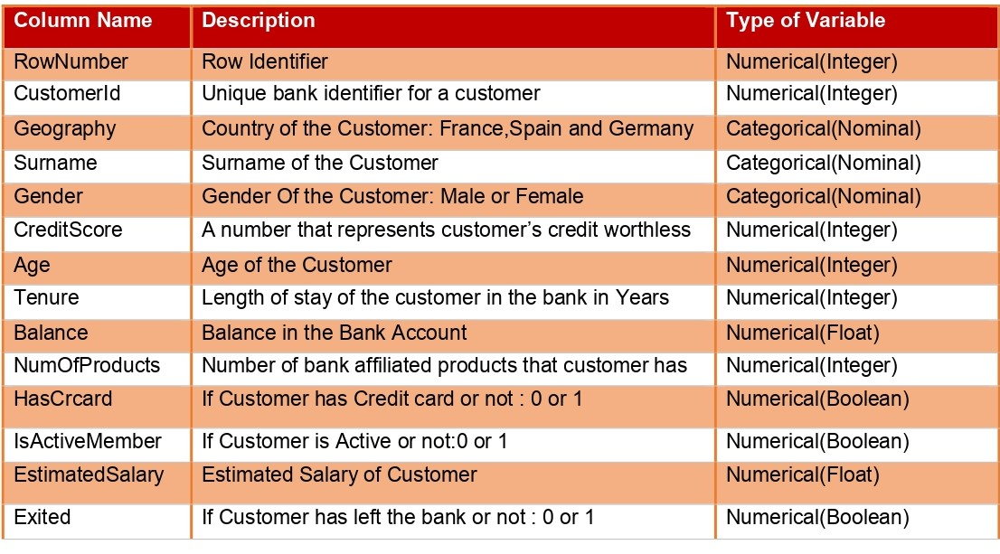 Column Name Description Type of Variable
RowNumber Row Identifier Numerical(Integer)
CustomerId Unique bank identifier for a customer Numerical(Integer)
Geography Country of the Customer: France,Spain and Germany Categorical(Nominal)
Surname Surname of the Customer Categorical(Nominal)
Gender Gender Of the Customer: Male or Female Categorical(Nominal)
CreditScore A number that represents customer’s credit worthless Numerical(Integer)
Age Age of the Customer Numerical(Integer)
Tenure Length of stay of the customer in the bank in Years Numerical(Integer)
Balance Balance in the Bank Account Numerical(Float)
NumOfProducts Number of bank affiliated products that customer has Numerical(Integer)
HasCrcard If Customer has Credit card or not : 0 or 1 Numerical(Boolean)
IsActiveMember If Customer is Active or not:0 or 1 Numerical(Boolean)
EstimatedSalary Estimated Salary of Customer Numerical(Float)
Exited If Customer has left the bank or not : 0 or 1 Numerical(Boolean)